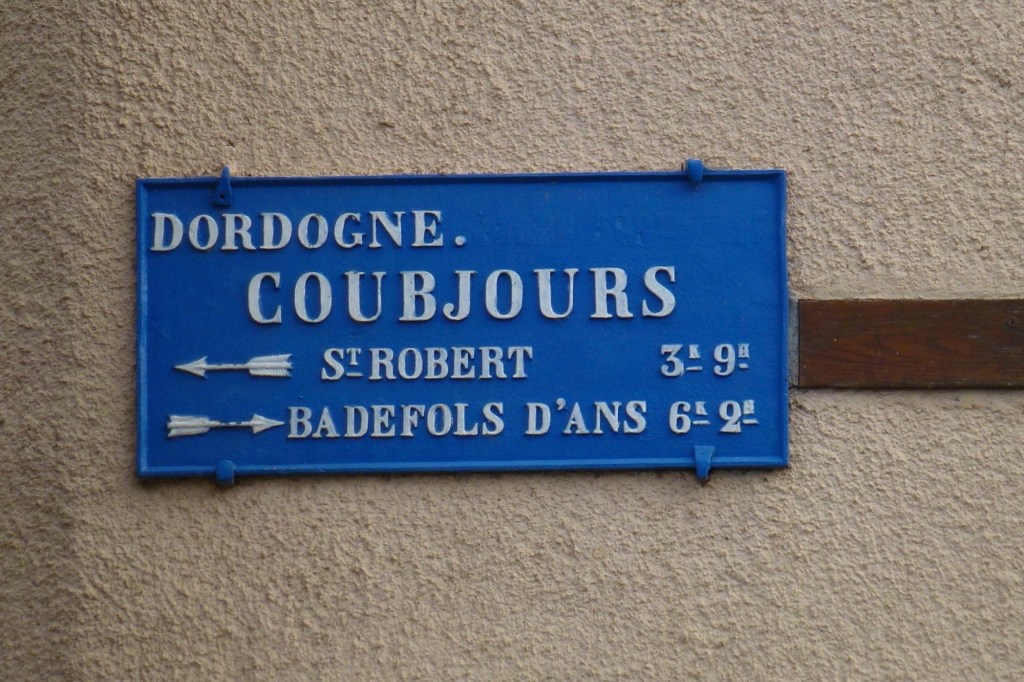 DORDOGNE.
COUBJOURS
ST ROBERT 3K 9H
BADEFOLS D'ANS 6K 2H